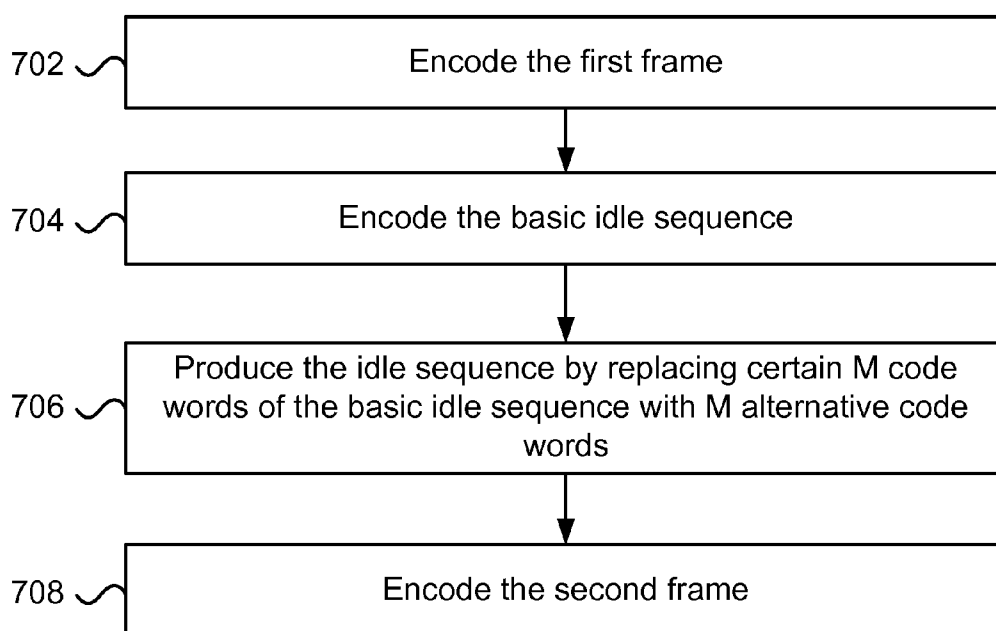 702
Encode the first frame
704
Encode the basic idle sequence
706
Produce the idle sequence by replacing certain M code
words of the basic idle sequence with M alternative code
words
708
Encode the second frame